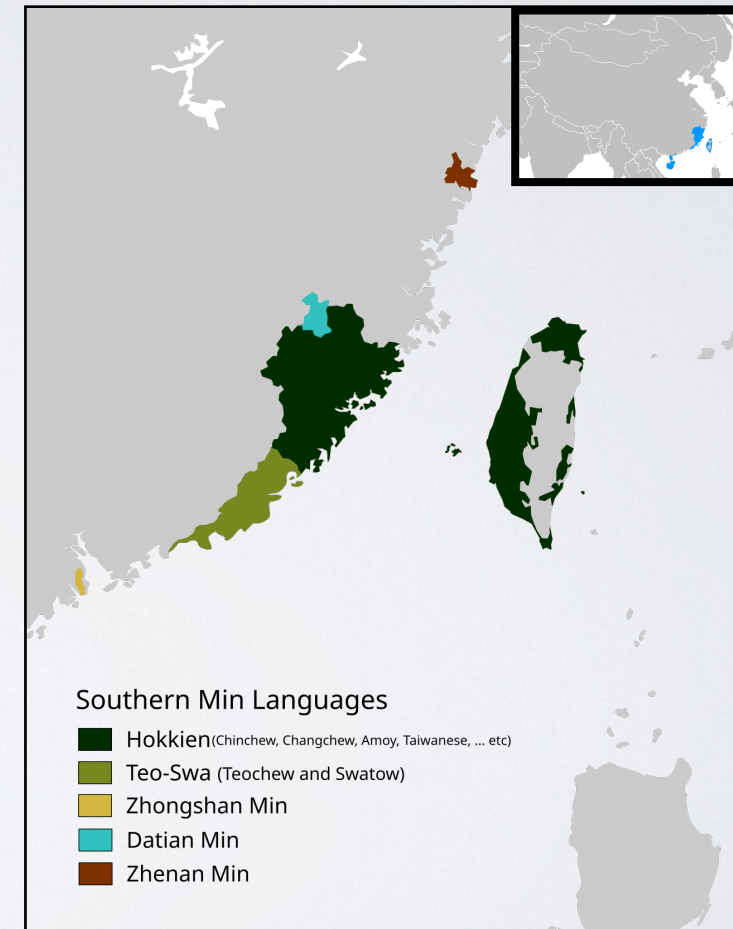 Southern Min Languages
Hokkien(Chinchew, Changchew, Amoy, Taiwanese, ... etc)
Teo-Swa (Teochew and Swatow)
Zhongshan Min
Datian Min
Zhenan Min